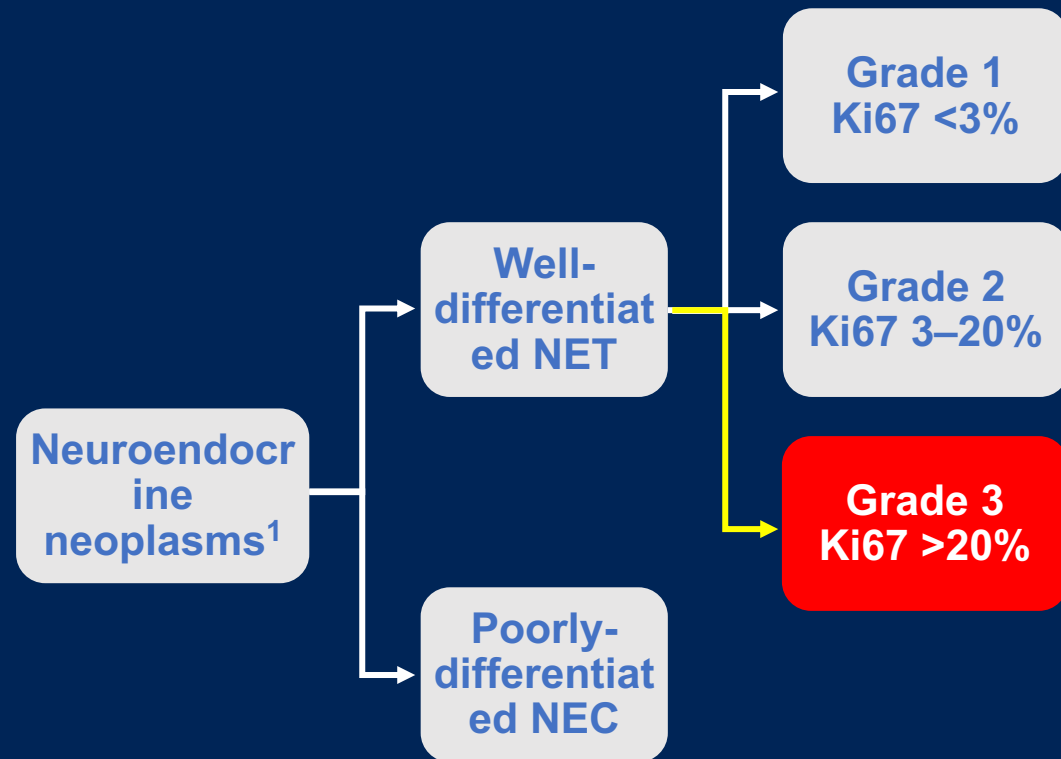 Grade 1
Ki67 <3%
Well-
differentiat
ed NET
Grade 2
Ki67 3–20%
Neuroendocr
ine
neoplasms¹
Grade 3
Ki67 >20%
Poorly-
differentiat
ed NEC